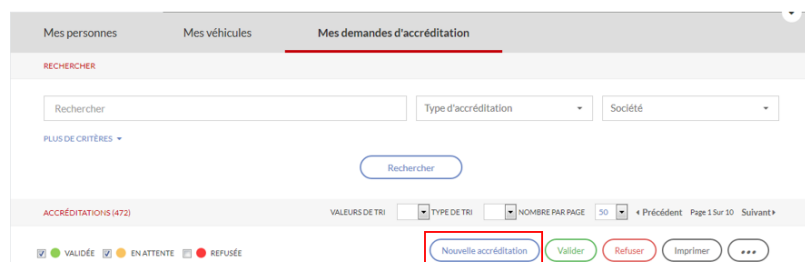 Mes personnes Mes véhicules Mes demandes d'accréditation
RECHERCHER
Rechercher Type d'accréditation Société
PLUS DE CRITÈRES
Rechercher
ACCRÉDITATIONS (472) VALEURS DE TRI TYPE DE TRI NOMBRE PAR PAGE 50 Précédent Page 1 Sur 10 Suivant
VALIDÉE EN ATTENTE REFUSÉE Nouvelle accréditation Valider Refuser Imprimer ...